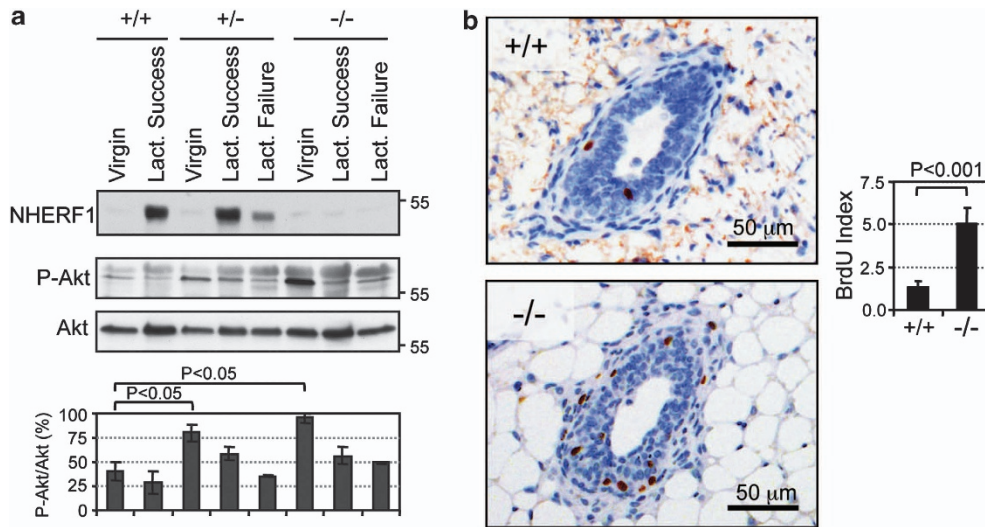 a
+/+ +/- -/-
Virgin
Lact. Success
Virgin
Lact. Success
Lact. Failure
Virgin
Lact. Success
Lact. Failure
NHERF1
55
P-Akt
55
Akt
55
P<0.05
P<0.05
P-Akt/Akt (%)
100
75
50
25
0
b
+/+
50 µm
-/-
50 µm
P<0.001
BrdU Index
7.5
5.0
2.5
0.0
+/+ -/-